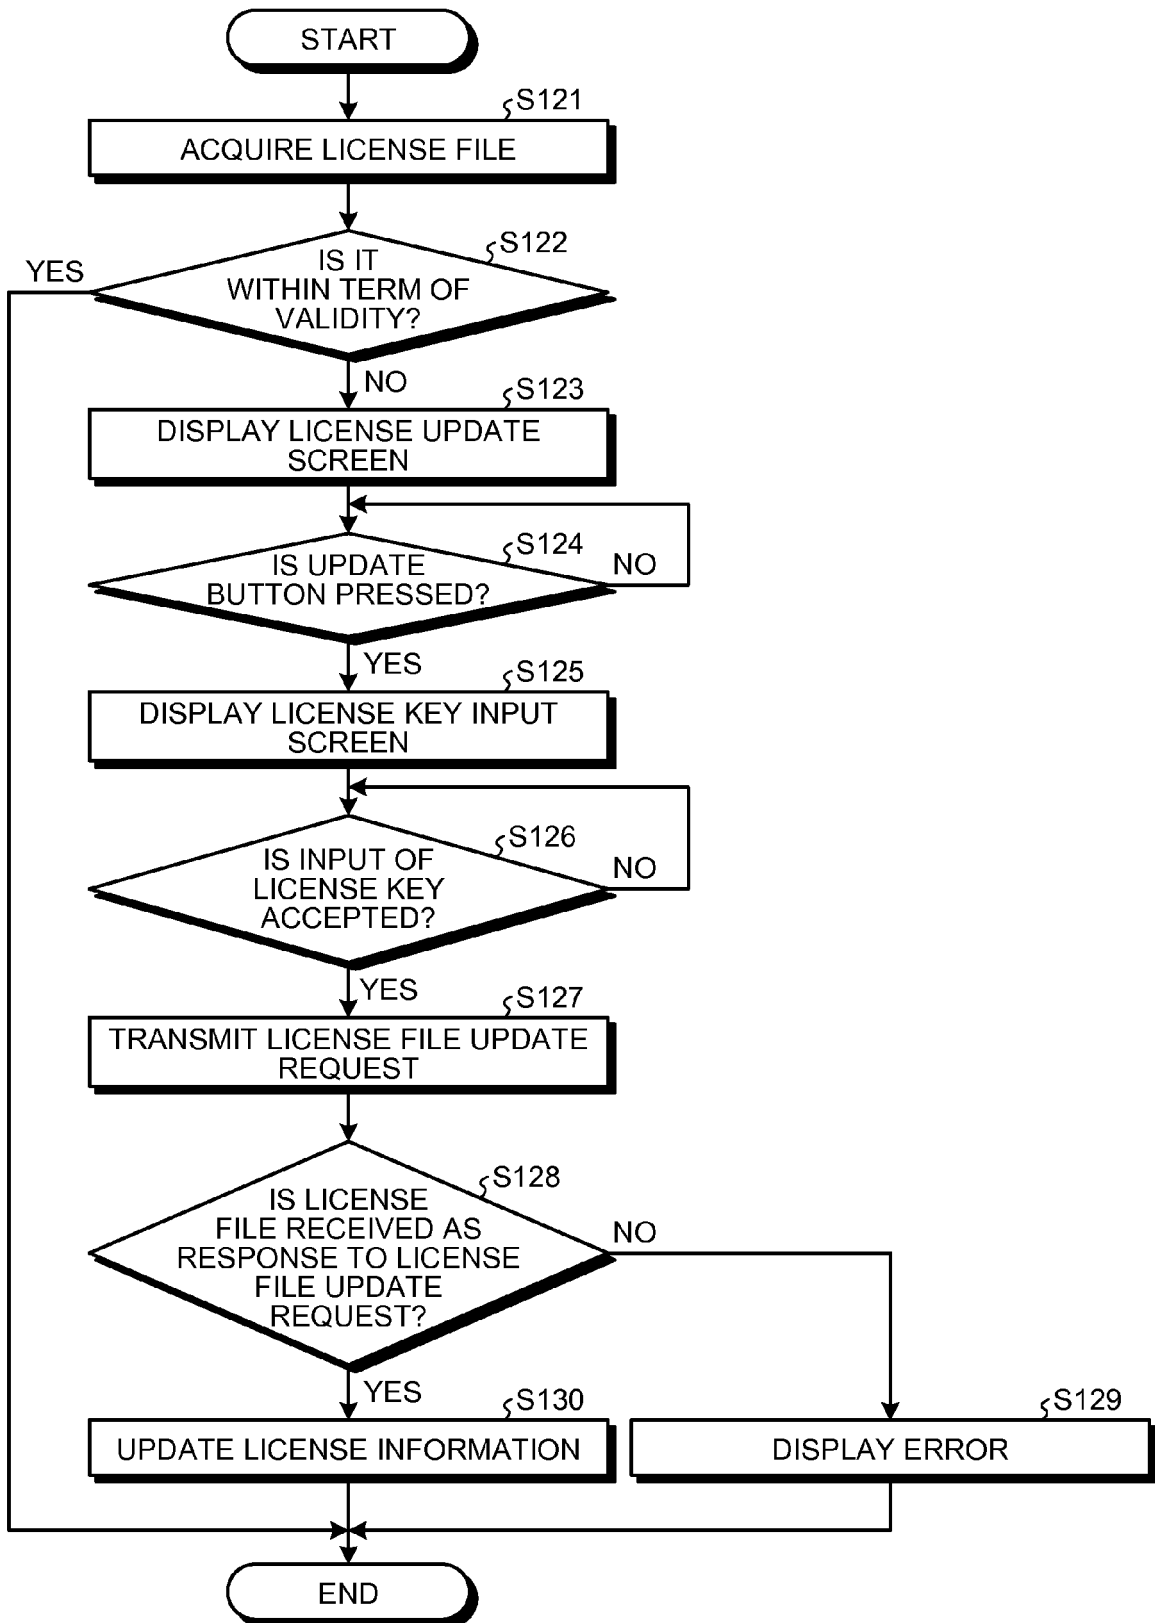 START
S121
ACQUIRE LICENSE FILE
S122
YES
IS IT
WITHIN TERM OF
VALIDITY?
NO
S123
DISPLAY LICENSE UPDATE
SCREEN
S124
IS UPDATE
BUTTON PRESSED?
NO
YES
S125
DISPLAY LICENSE KEY INPUT
SCREEN
S126
IS INPUT OF
LICENSE KEY
ACCEPTED?
NO
YES
S127
TRANSMIT LICENSE FILE UPDATE
REQUEST
S128
IS LICENSE
FILE RECEIVED AS
RESPONSE TO LICENSE
FILE UPDATE
REQUEST?
NO
YES
S130
UPDATE LICENSE INFORMATION
S129
DISPLAY ERROR
END